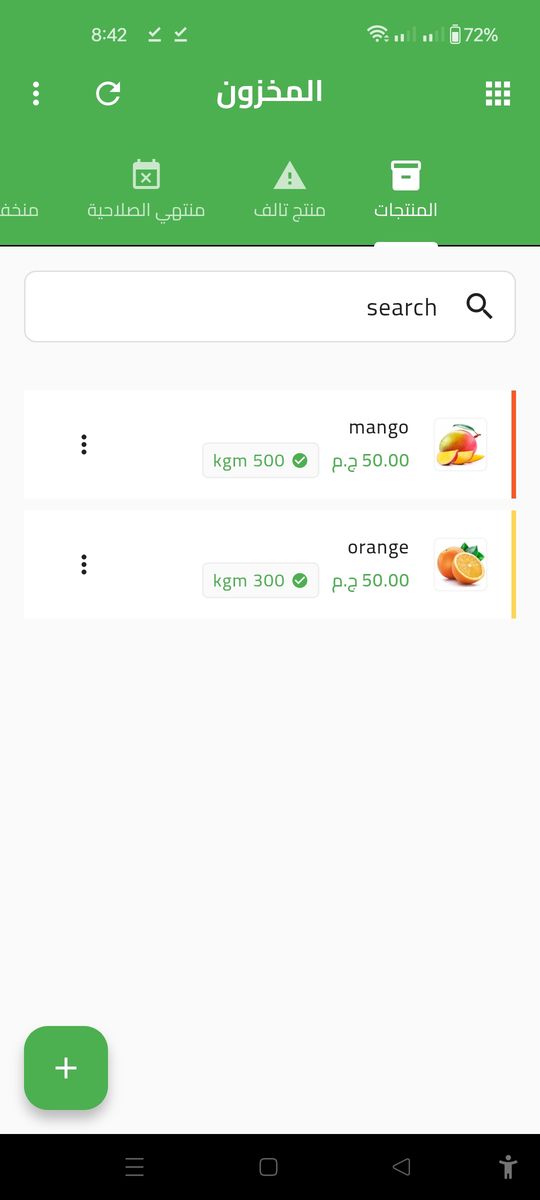 8:42
72%
المخزون
المنتجات
منتج تالف
منتهي الصلاحية
منخف
search
mango
50.00 ج.م
kgm 500
orange
50.00 ج.م
kgm 300